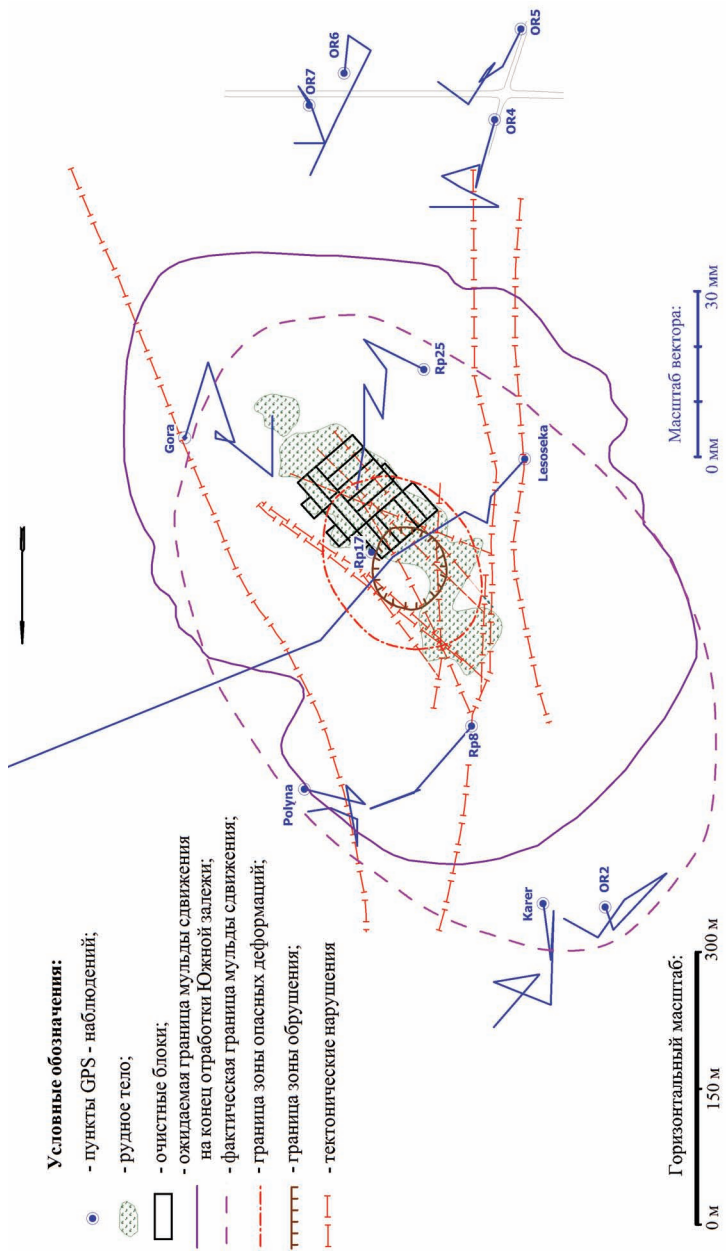 Условные обозначения:
- пункты GPS - наблюдений;
- рудное тело;
- очистные блоки;
- ожидаемая граница мульды сдвижения
на конец отработки Южной залежи;
- фактическая граница мульды сдвижения;
- граница зоны опасных деформаций;
- граница зоны обрушения;
- тектонические нарушения
Polyna
Gora
OR7
OR6
Rp17
Rp25
Rp8
Lesoseka
OR4
OR5
Karer
OR2
Горизонтальный масштаб:
0 м
150 м
300 м
Масштаб вектора:
0 мм
30 мм